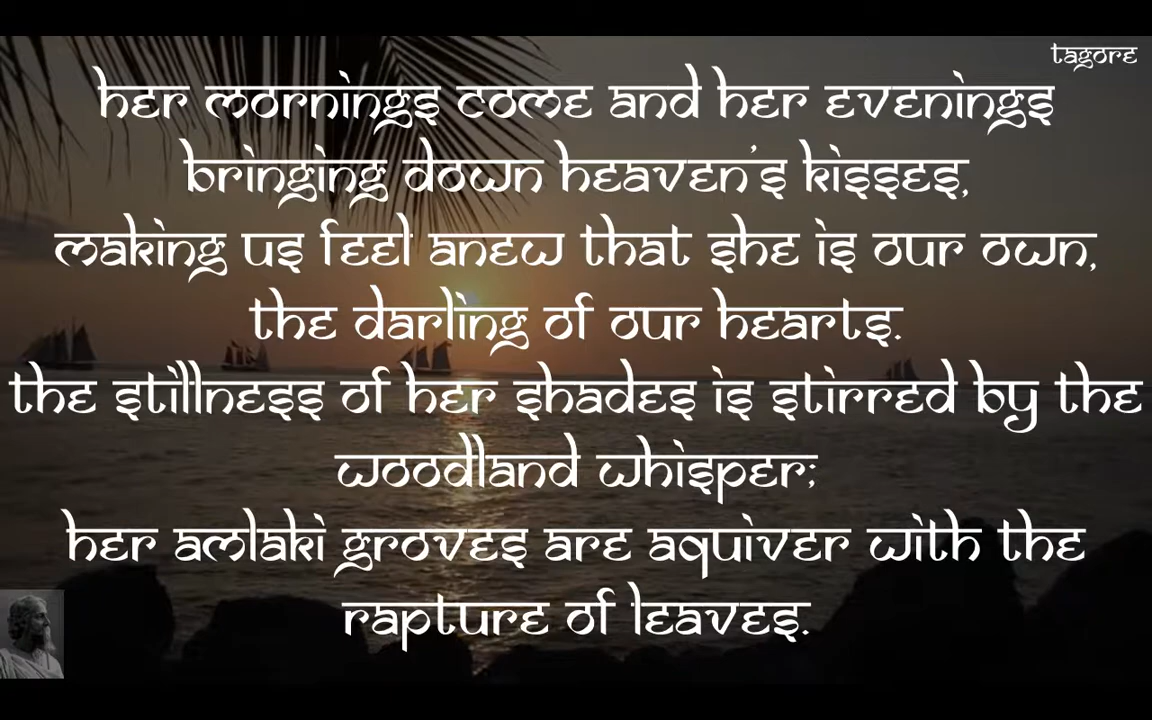 Tagore
her mornings come and her evenings
bringing down heaven's kisses,
making us feel anew that she is our own,
the darling of our hearts.
the stillness of her shades is stirred by the
woodland whisper;
her amlaki groves are aquiver with the
rapture of leaves.